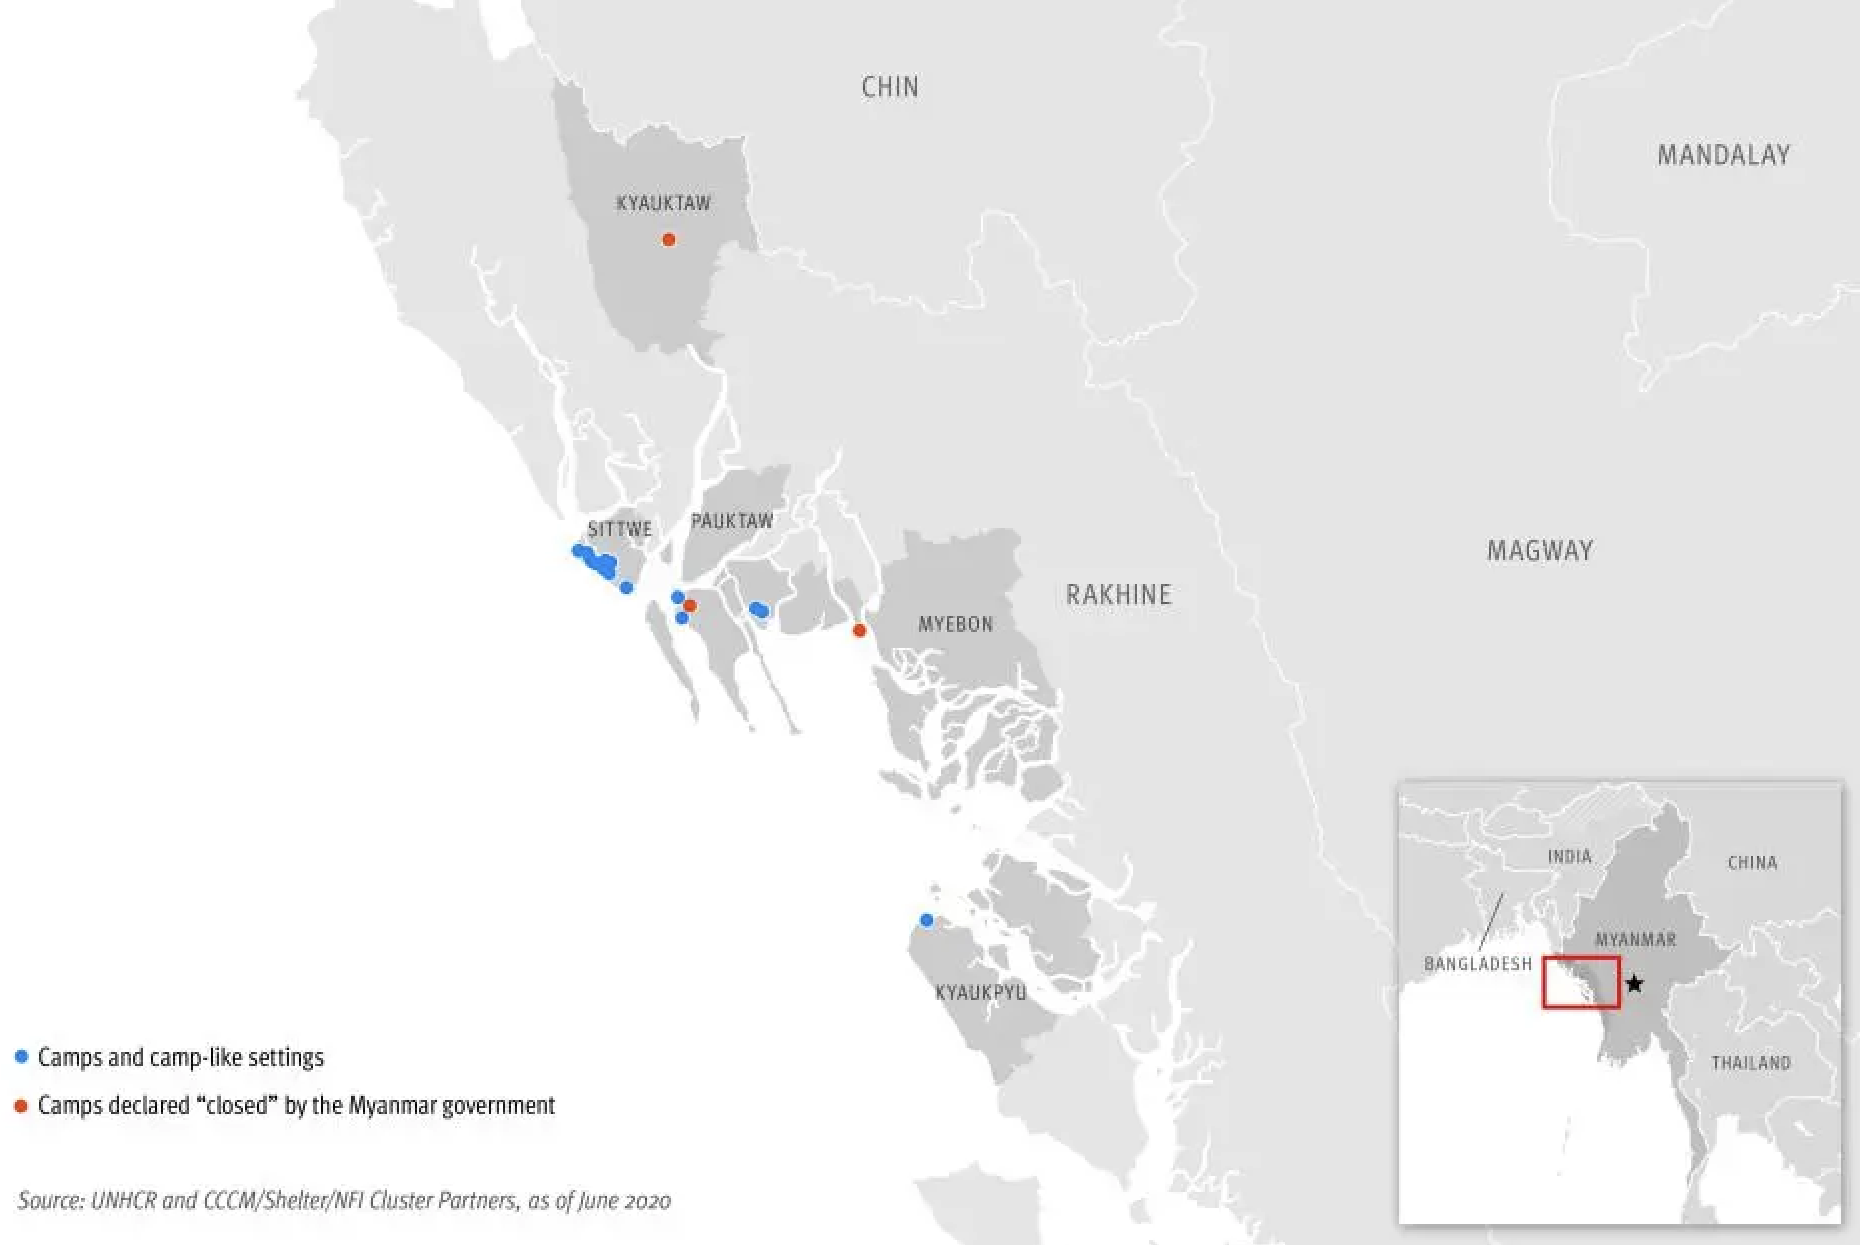 CHIN
MANDALAY
KYAUKTAW
SITTWE
PAUKTAW
MAGWAY
RAKHINE
MYEBON
KYAUKPYU
INDIA
CHINA
MYANMAR
BANGLADESH
THAILAND
Camps and camp-like settings
Camps declared “closed” by the Myanmar government
Source: UNHCR and CCCM/Shelter/NFI Cluster Partners, as of June 2020